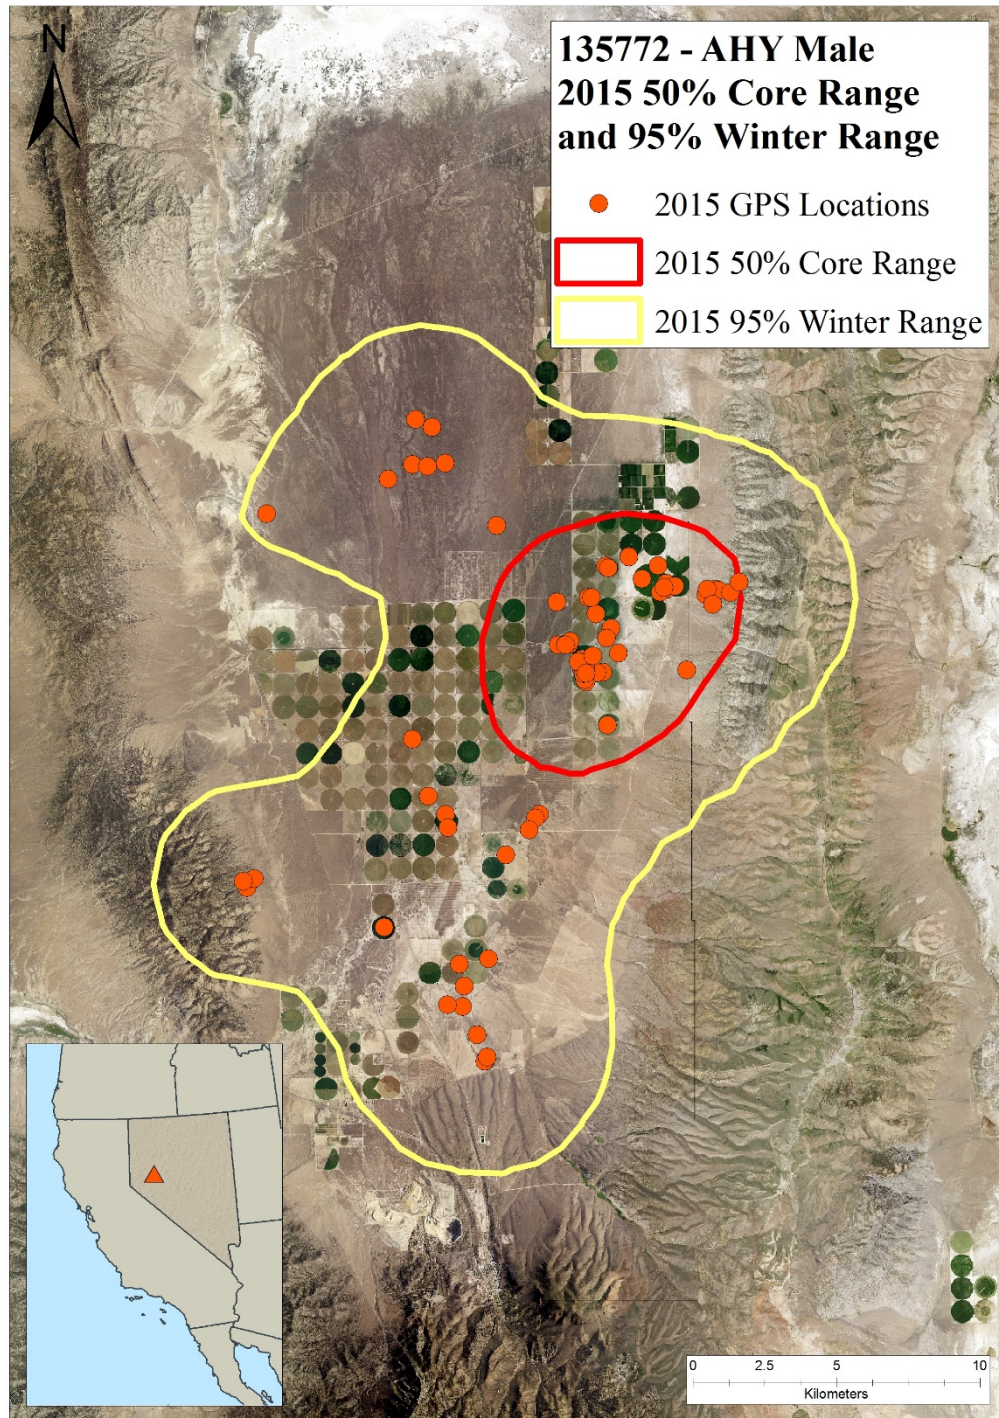 N
135772 - AHY Male
2015 50% Core Range
and 95% Winter Range
2015 GPS Locations
2015 50% Core Range
2015 95% Winter Range
0 2.5 5 10
Kilometers